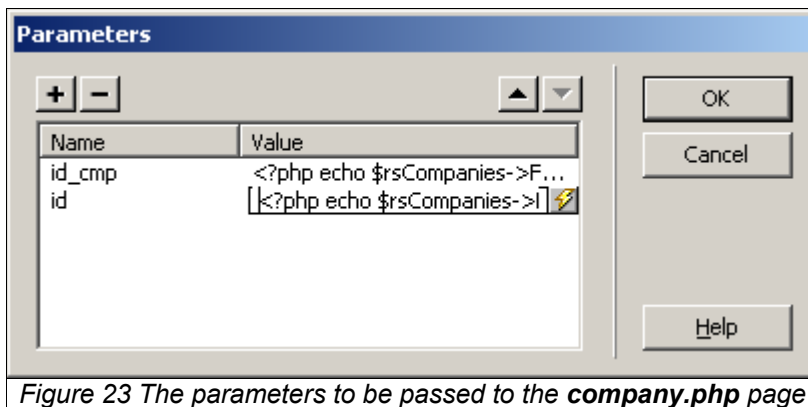 Parameters
+ −
OK
Cancel
Name Value
id_cmp <?php echo $rsCompanies->F...
id <?php echo $rsCompanies->
Help
Figure 23 The parameters to be passed to the company.php page